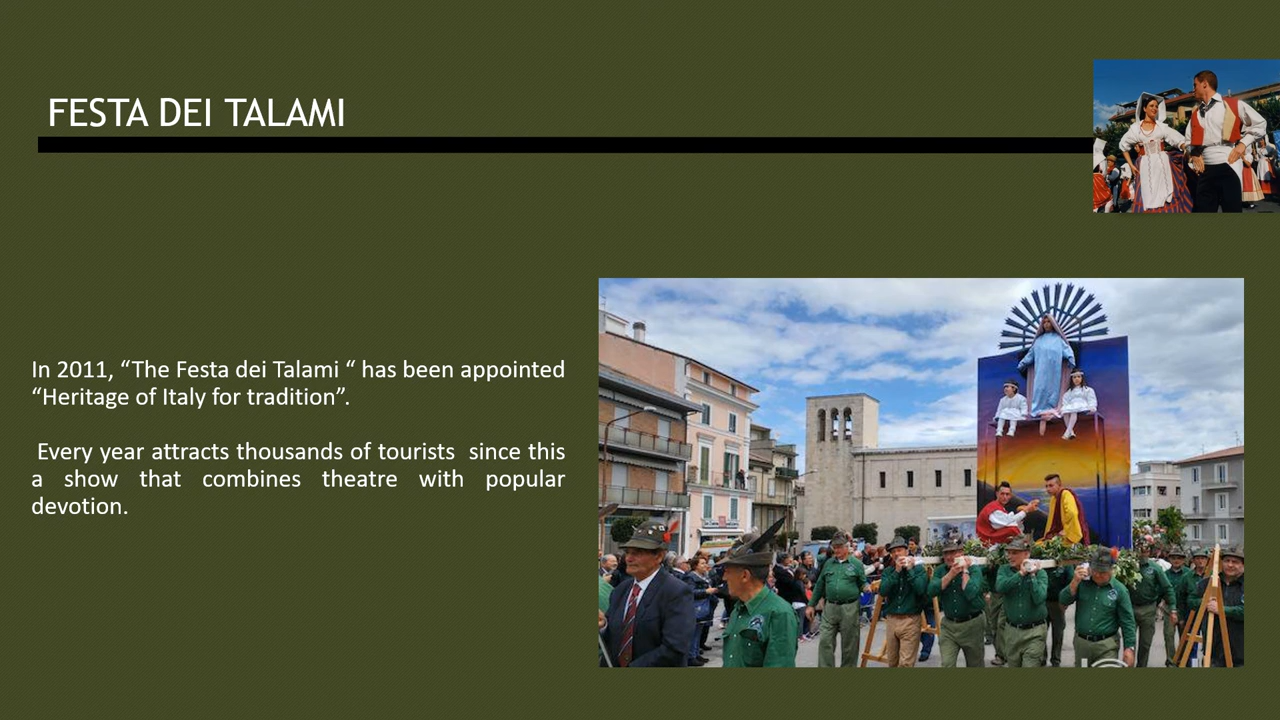 FESTA DEI TALAMI
In 2011, “The Festa dei Talami “ has been appointed
“Heritage of Italy for tradition”.
Every year attracts thousands of tourists  since this
a show that combines theatre with popular
devotion.